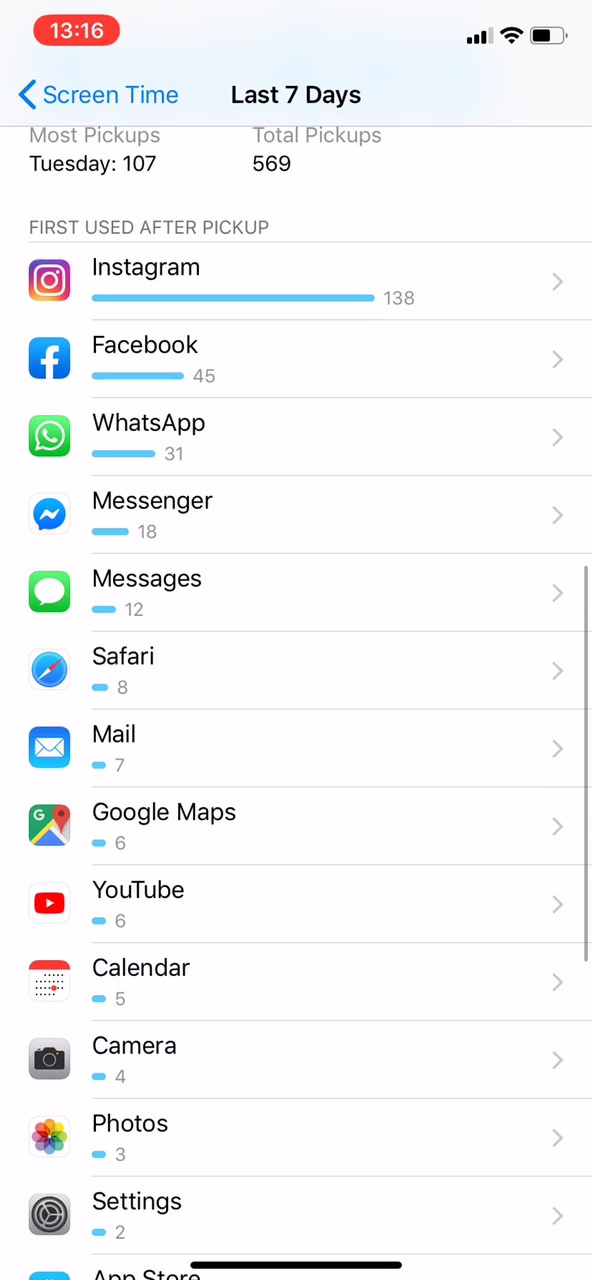 13:16
Screen Time
Last 7 Days
Most Pickups Total Pickups
Tuesday: 107 569
FIRST USED AFTER PICKUP
Instagram
138
Facebook
45
WhatsApp
31
Messenger
18
Messages
12
Safari
8
Mail
7
Google Maps
6
YouTube
6
Calendar
5
Camera
4
Photos
3
Settings
2
App Store